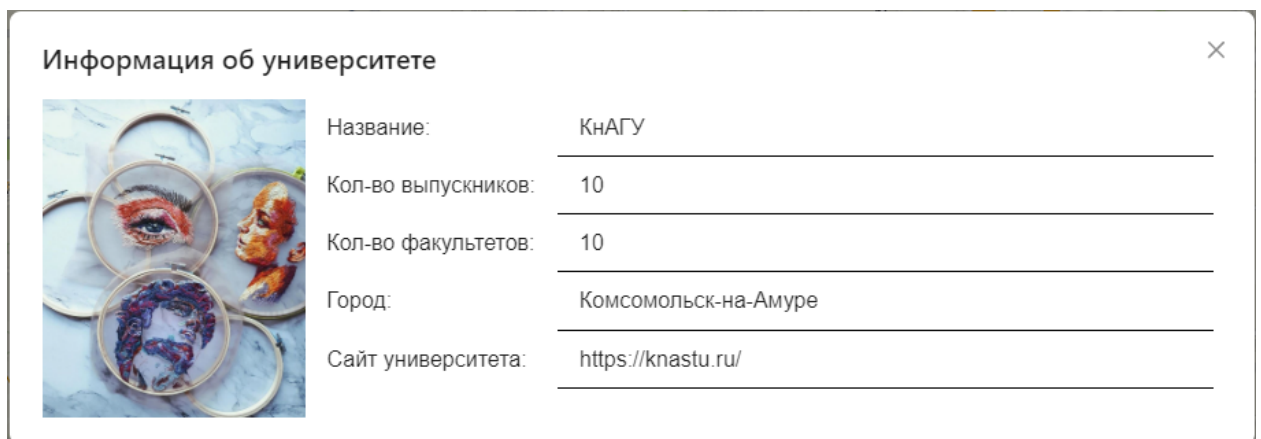 Информация об университете
Название: КнАГУ
Кол-во выпускников: 10
Кол-во факультетов: 10
Город: Комсомольск-на-Амуре
Сайт университета: https://knastu.ru/